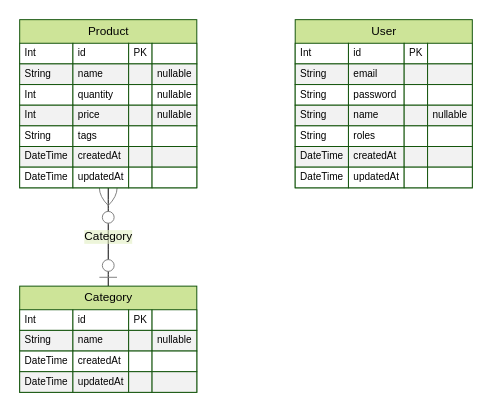 Product
Int id PK
String name nullable
Int quantity nullable
Int price nullable
String tags
DateTime createdAt
DateTime updatedAt
User
Int id PK
String email
String password
String name nullable
String roles
DateTime createdAt
DateTime updatedAt
Category
Category
Int id PK
String name nullable
DateTime createdAt
DateTime updatedAt